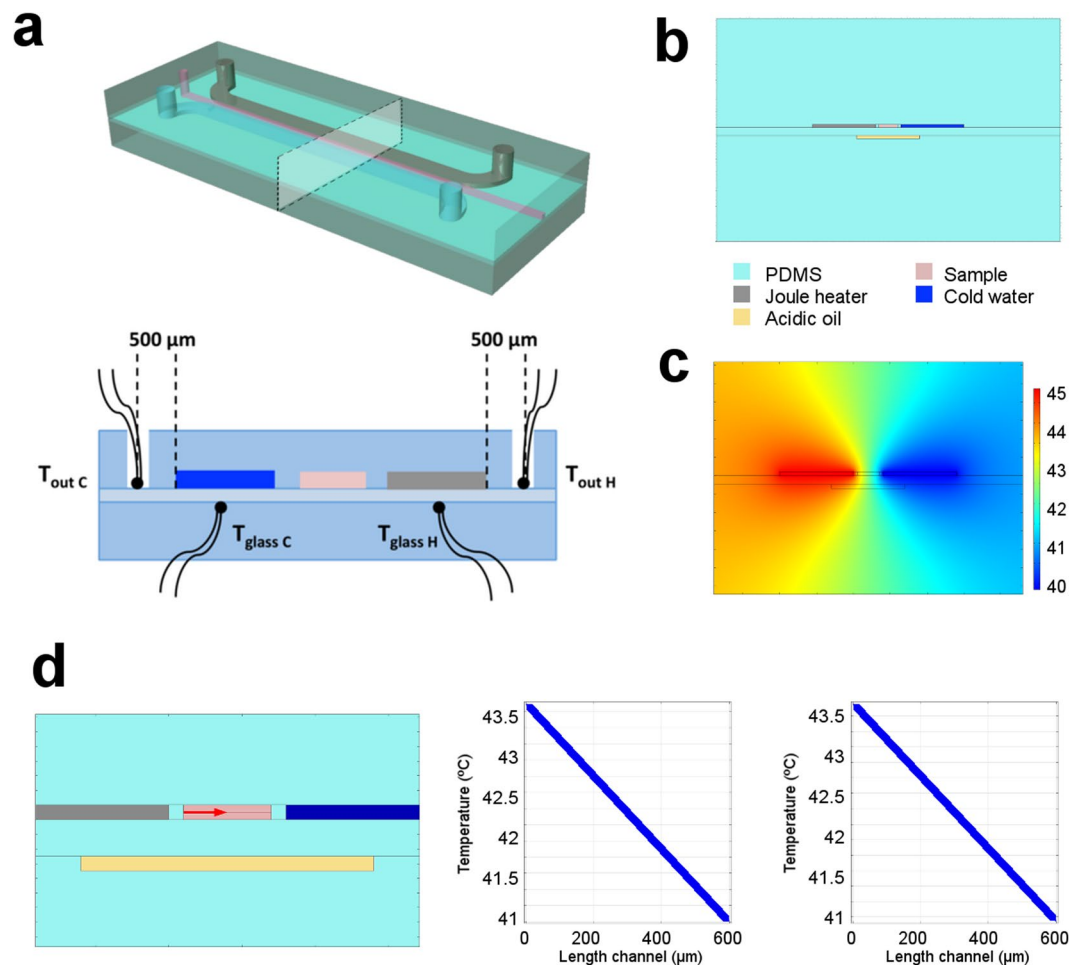 a
500 µm
500 µm
T out C
T out H
T glass C
T glass H
b
PDMS
Sample
Joule heater
Cold water
Acidic oil
c
45
44
43
42
41
40
d
Temperature (ºC)
43.5
43
42.5
42
41.5
41
0
200
400
600
Length channel (µm)
Temperature (ºC)
43.5
43
42.5
42
41.5
41
0
200
400
600
Length channel (µm)